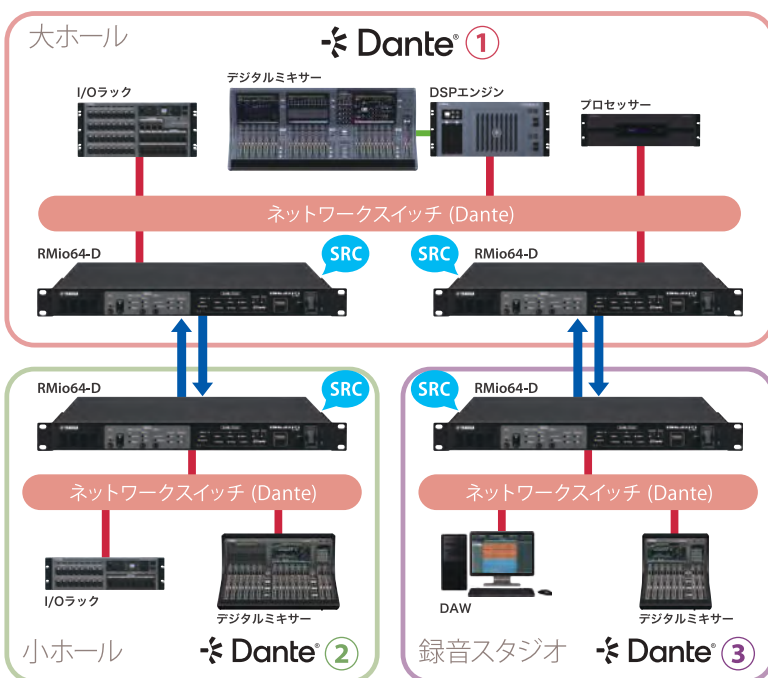 大ホール
Dante® 1
I/Oラック
デジタルミキサー
DSPエンジン
プロセッサー
ネットワークスイッチ (Dante)
RMio64-D
SRC
SRC
RMio64-D
RMio64-D
SRC
SRC
RMio64-D
ネットワークスイッチ (Dante)
ネットワークスイッチ (Dante)
I/Oラック
デジタルミキサー
DAW
デジタルミキサー
小ホール
Dante® 2
録音スタジオ
Dante® 3